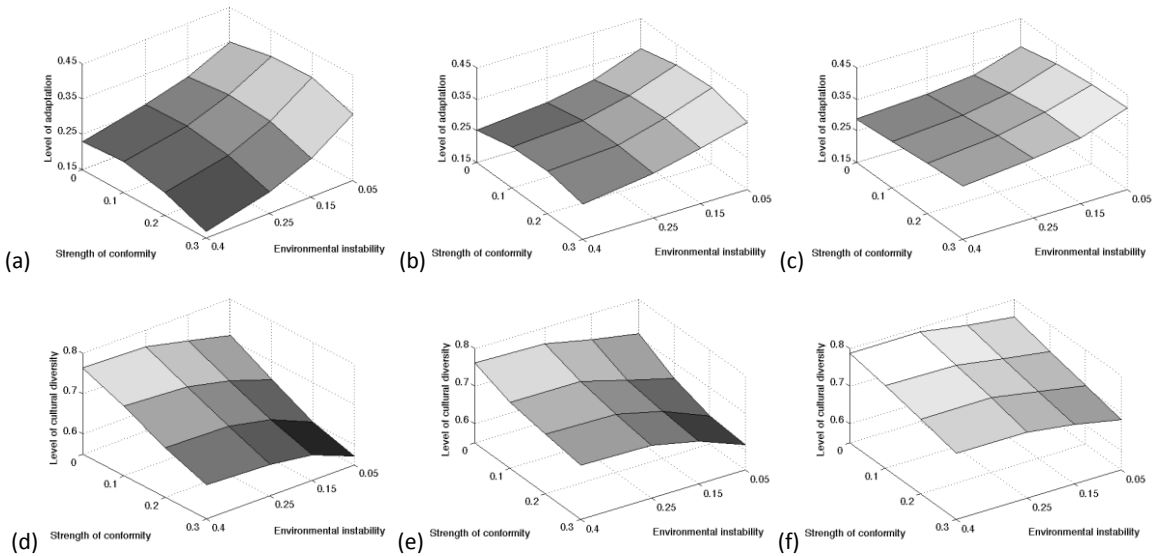 0.45
0.35
0.25
0.15
Level of adaptation
0
0.1
0.2
0.3
Strength of conformity
0.4
0.25
0.15
0.05
Environmental instability
(a)
0.45
0.35
0.25
0.15
Level of adaptation
0
0.1
0.2
0.3
Strength of conformity
0.4
0.25
0.15
0.05
Environmental instability
(b)
0.45
0.35
0.25
0.15
Level of adaptation
0
0.1
0.2
0.3
Strength of conformity
0.4
0.25
0.15
0.05
Environmental instability
(c)
0.8
0.7
0.6
Level of cultural diversity
0
0.1
0.2
0.3
Strength of conformity
0.4
0.25
0.15
0.05
Environmental instability
(d)
0.8
0.7
0.6
Level of cultural diversity
0
0.1
0.2
0.3
Strength of conformity
0.4
0.25
0.15
0.05
Environmental instability
(e)
0.8
0.7
0.6
Level of cultural diversity
0
0.1
0.2
0.3
Strength of conformity
0.4
0.25
0.15
0.05
Environmental instability
(f)